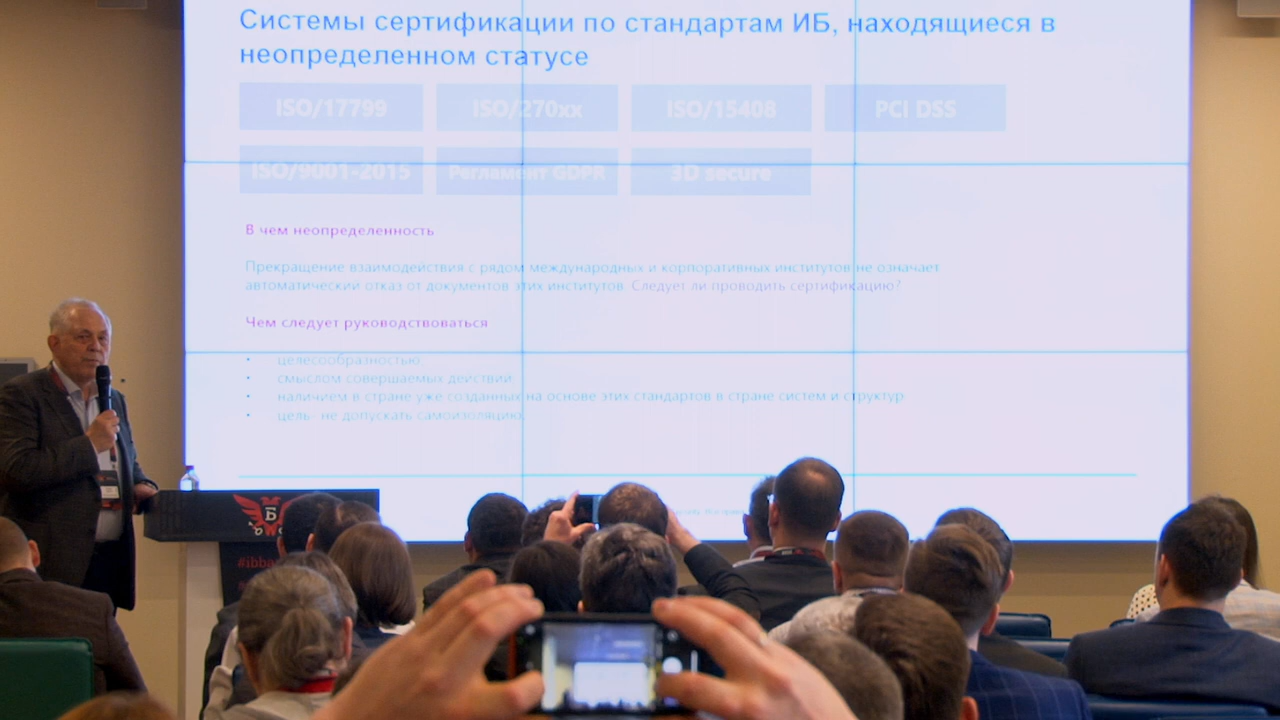 Системы сертификации по стандартам ИБ, находящиеся в
неопределенном статусе
ISO/17799 ISO/270xx ISO/15408 PCI DSS
ISO/9001-2015 Регламент GDPR 3D secure
В чем неопределенность
Прекращение взаимодействия с рядом международных и корпоративных институтов не означает
автоматический отказ от документов этих институтов. Следует ли проводить сертификацию?
Чем следует руководствоваться
• целесообразностью;
• смыслом совершаемых действий;
• наличием в стране уже созданных на основе этих стандартов в стране систем и структур
• цель- не допускать самоизоляцию.
Б
#ibba